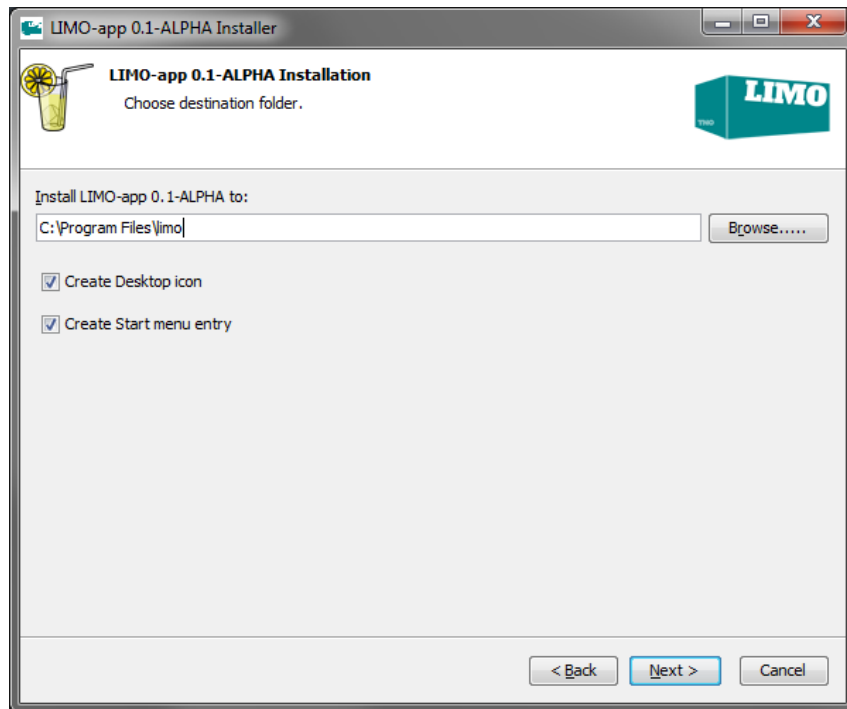 LIMO-app 0.1-ALPHA Installer
LIMO-app 0.1-ALPHA Installation
Choose destination folder.
LIMO
TNO
Install LIMO-app 0.1-ALPHA to:
C:\Program Files\limo
Browse.....
Create Desktop icon
Create Start menu entry
< Back
Next >
Cancel